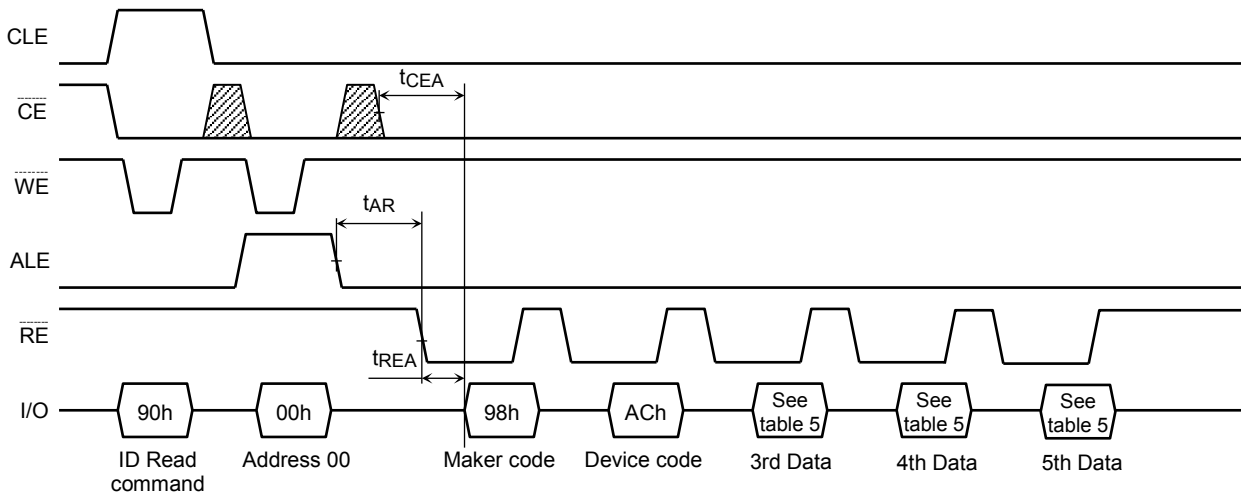 CLE
tCEA
CE
WE
tAR
ALE
RE
tREA
I/O
90h
00h
98h
ACh
See
table 5
See
table 5
See
table 5
ID Read
command
Address 00
Maker code
Device code
3rd Data
4th Data
5th Data